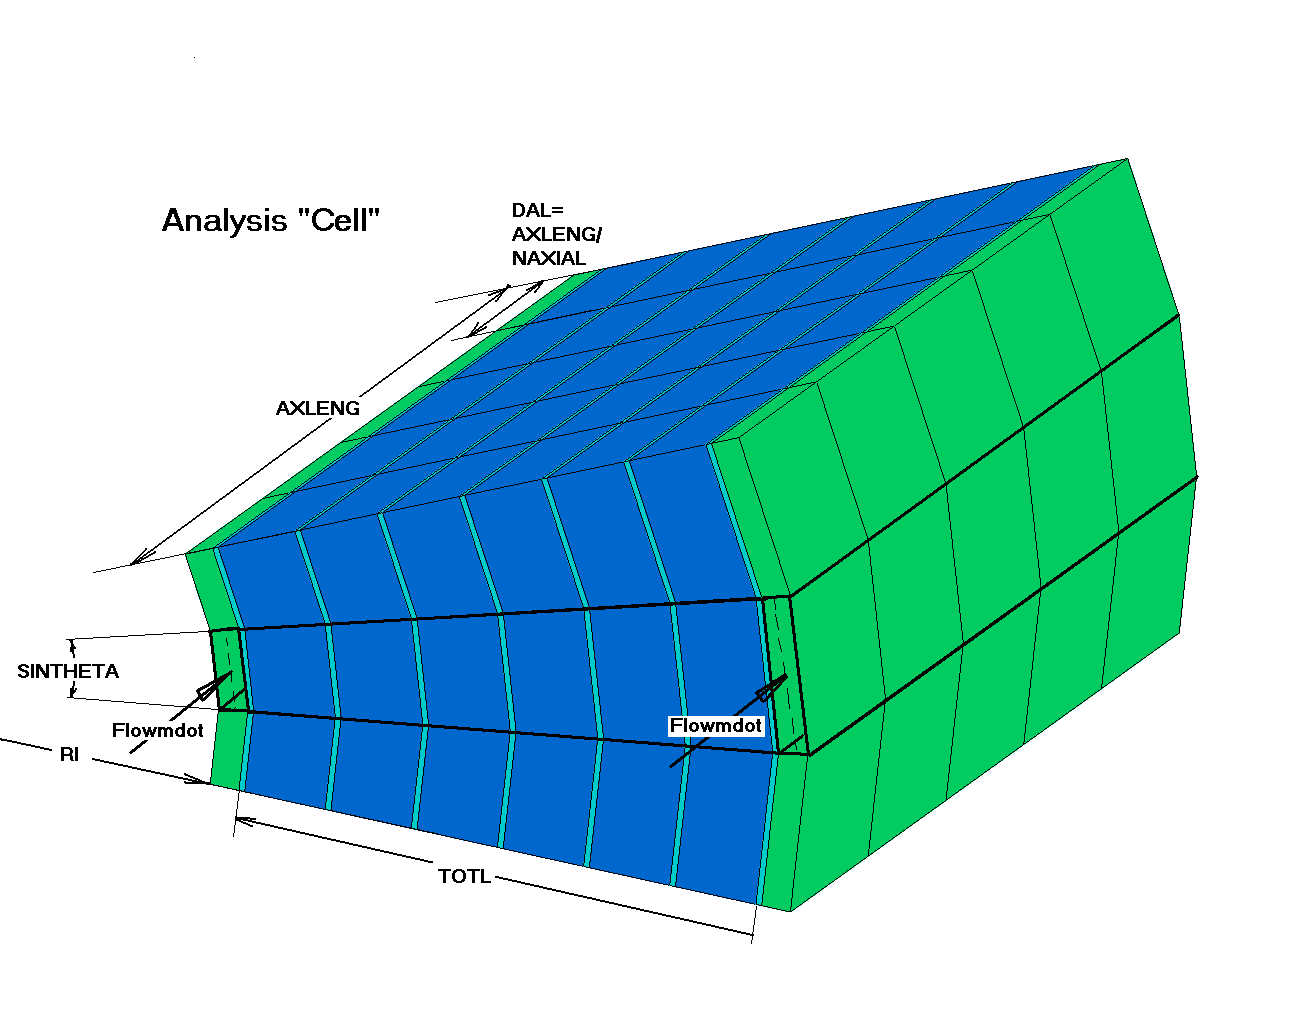 Analysis "Cell"
DAL=
AXLENG/
NAXIAL
AXLENG
SINTHETA
Flowmdot
Flowmdot
RI
TOTL